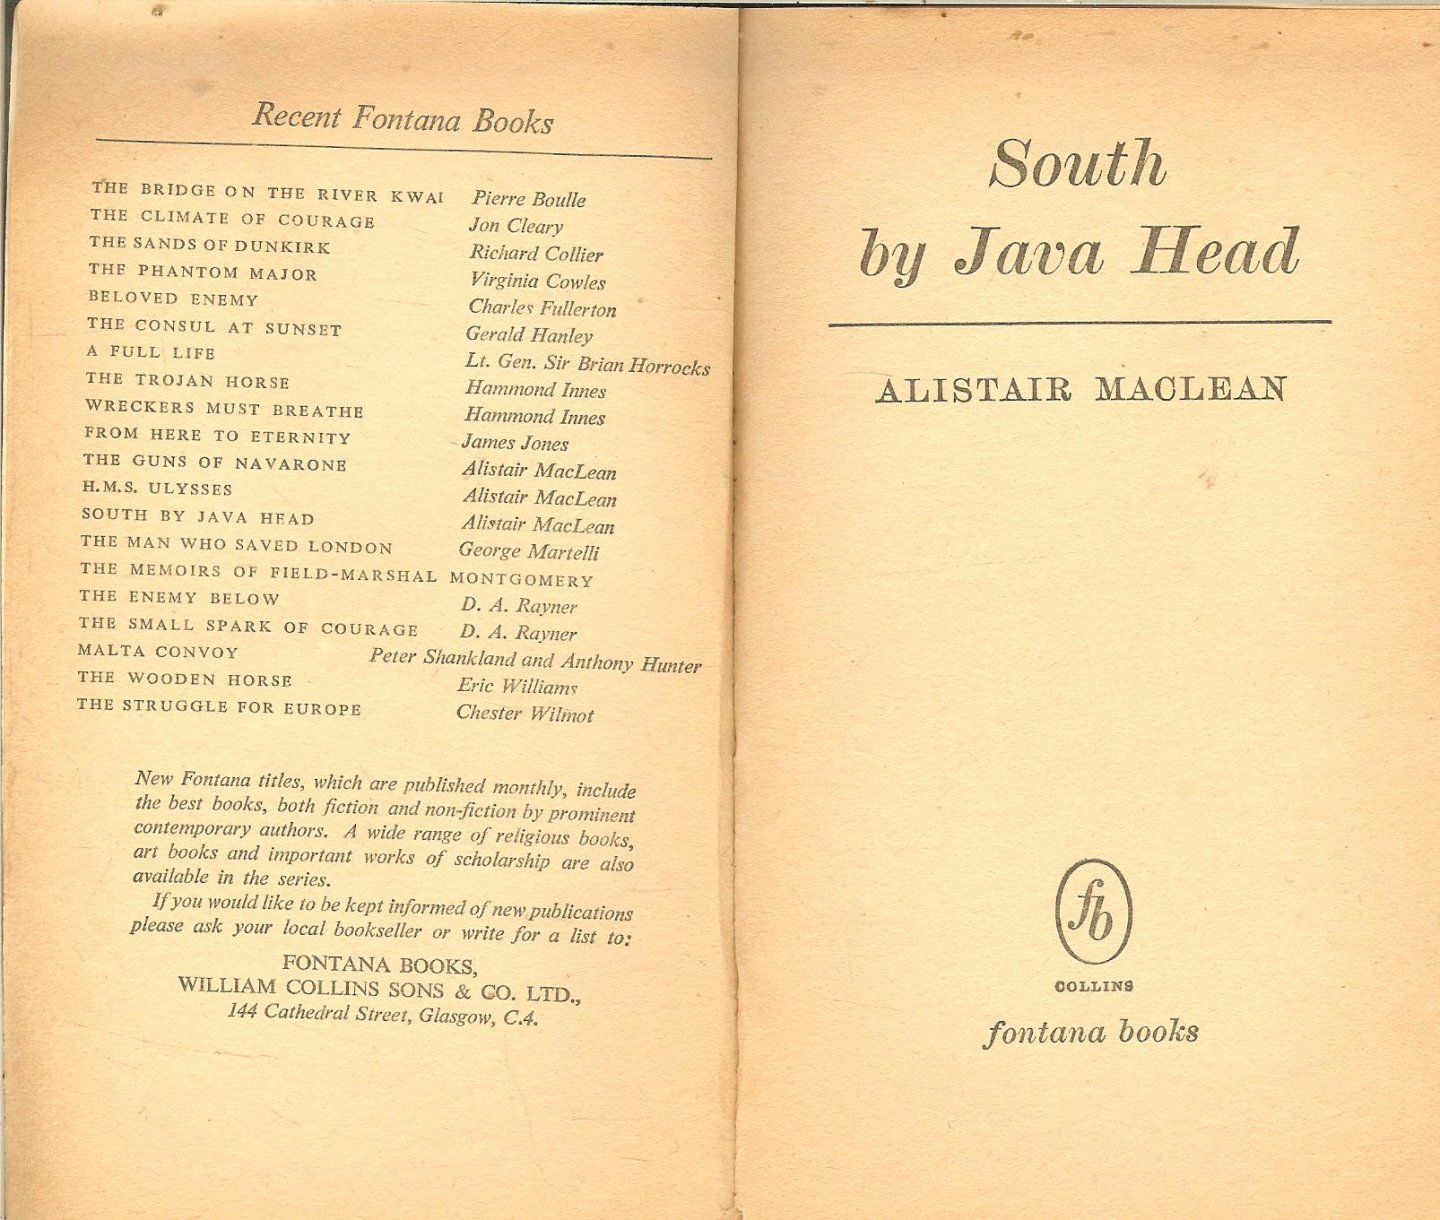 Recent Fontana Books
THE BRIDGE ON THE RIVER KWAI Pierre Boulle
THE CLIMATE OF COURAGE Jon Cleary
THE SANDS OF DUNKIRK Richard Collier
THE PHANTOM MAJOR Virginia Cowles
BELOVED ENEMY Charles Fullerton
THE CONSUL AT SUNSET Gerald Hanley
A FULL LIFE Lt. Gen. Sir Brian Horrocks
THE TROJAN HORSE Hammond Innes
WRECKERS MUST BREATHE Hammond Innes
FROM HERE TO ETERNITY James Jones
THE GUNS OF NAVARONE Alistair MacLean
H.M.S. ULYSSES Alistair MacLean
SOUTH BY JAVA HEAD Alistair MacLean
THE MAN WHO SAVED LONDON George Martelli
THE MEMOIRS OF FIELD-MARSHAL MONTGOMERY
THE ENEMY BELOW D. A. Rayner
THE SMALL SPARK OF COURAGE D. A. Rayner
MALTA CONVOY Peter Shankland and Anthony Hunter
THE WOODEN HORSE Eric Williams
THE STRUGGLE FOR EUROPE Chester Wilmot
New Fontana titles, which are published monthly, include
the best books, both fiction and non-fiction by prominent
contemporary authors. A wide range of religious books,
art books and important works of scholarship are also
available in the series.
If you would like to be kept informed of new publications
please ask your local bookseller or write for a list to:
FONTANA BOOKS,
WILLIAM COLLINS SONS & CO. LTD.,
144 Cathedral Street, Glasgow, C.4.
South
by Java Head
ALISTAIR MACLEAN
fb
COLLINS
fontana books